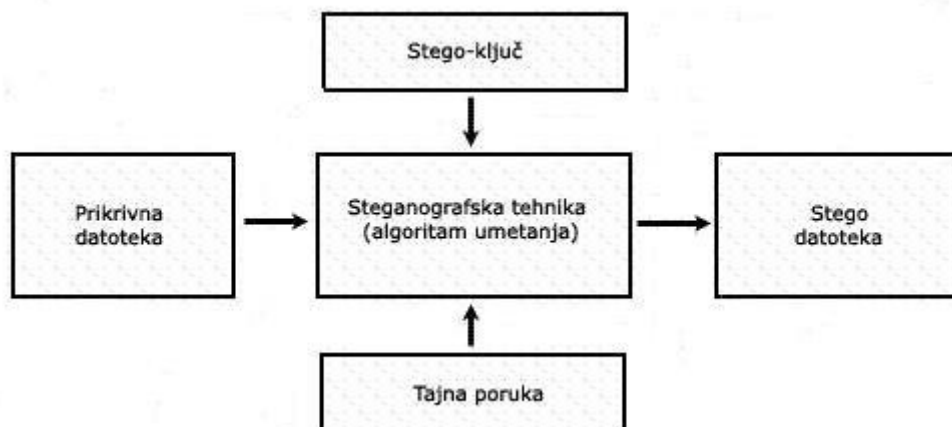 Stego-ključ
Prikrivna
datoteka
Steganografska tehnika
(algoritam umetanja)
Stego
datoteka
Tajna poruka